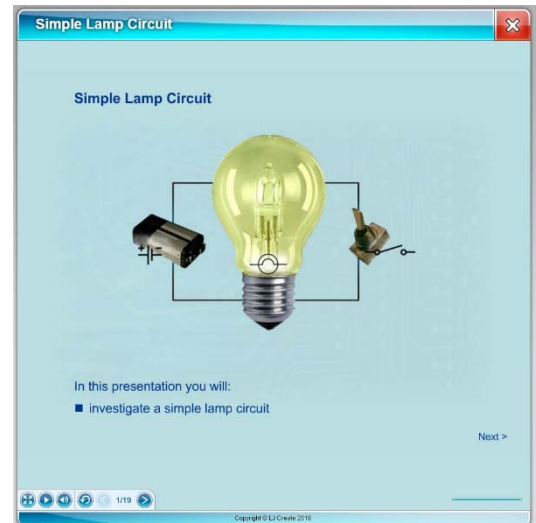 Simple Lamp Circuit
Simple Lamp Circuit
In this presentation you will:
■ investigate a simple lamp circuit
Next >
1/19
Copyright © LJ Create 2016